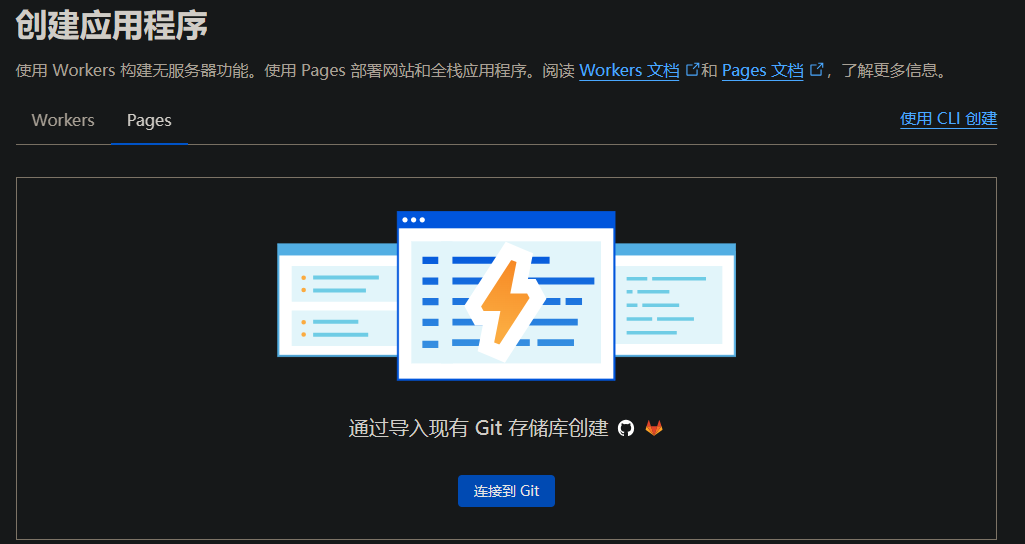 创建应用程序
使用 Workers 构建无服务器功能。使用 Pages 部署网站和全栈应用程序。阅读 Workers 文档 和 Pages 文档 ，了解更多信息。
Workers Pages 使用 CLI 创建
通过导入现有 Git 存储库创建
连接到 Git